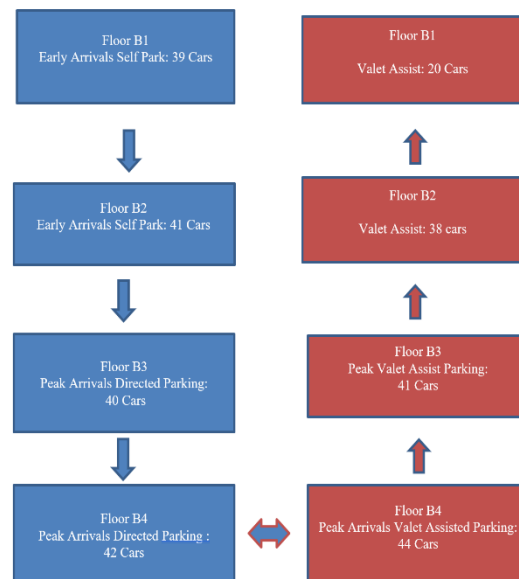 Floor B1
Early Arrivals Self Park: 39 Cars
Floor B2
Early Arrivals Self Park: 41 Cars
Floor B3
Peak Arrivals Directed Parking:
40 Cars
Floor B4
Peak Arrivals Directed Parking :
42 Cars
Floor B1
Valet Assist: 20 Cars
Floor B2
Valet Assist: 38 cars
Floor B3
Peak Valet Assist Parking:
41 Cars
Floor B4
Peak Arrivals Valet Assisted Parking:
44 Cars